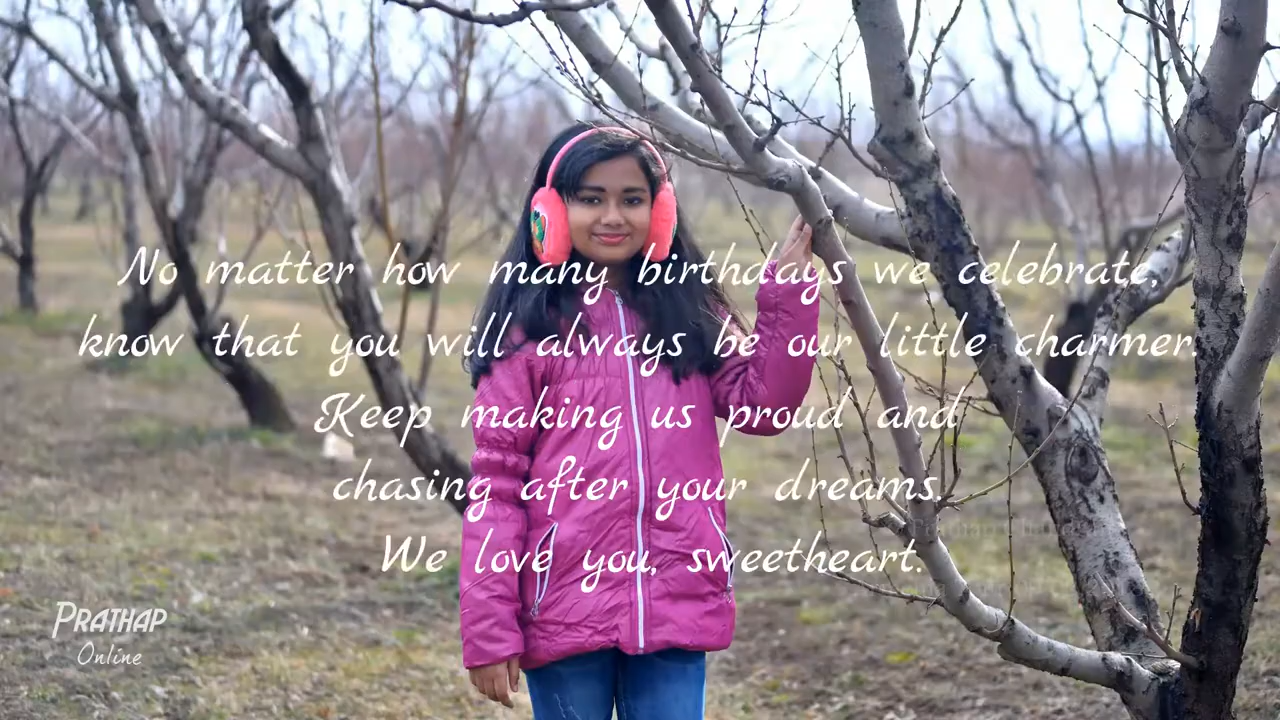 No matter how many birthdays we celebrate,
know that you will always be our little charmer.
Keep making us proud and
chasing after your dreams.
We love you, sweetheart.
PRATHAP
Online